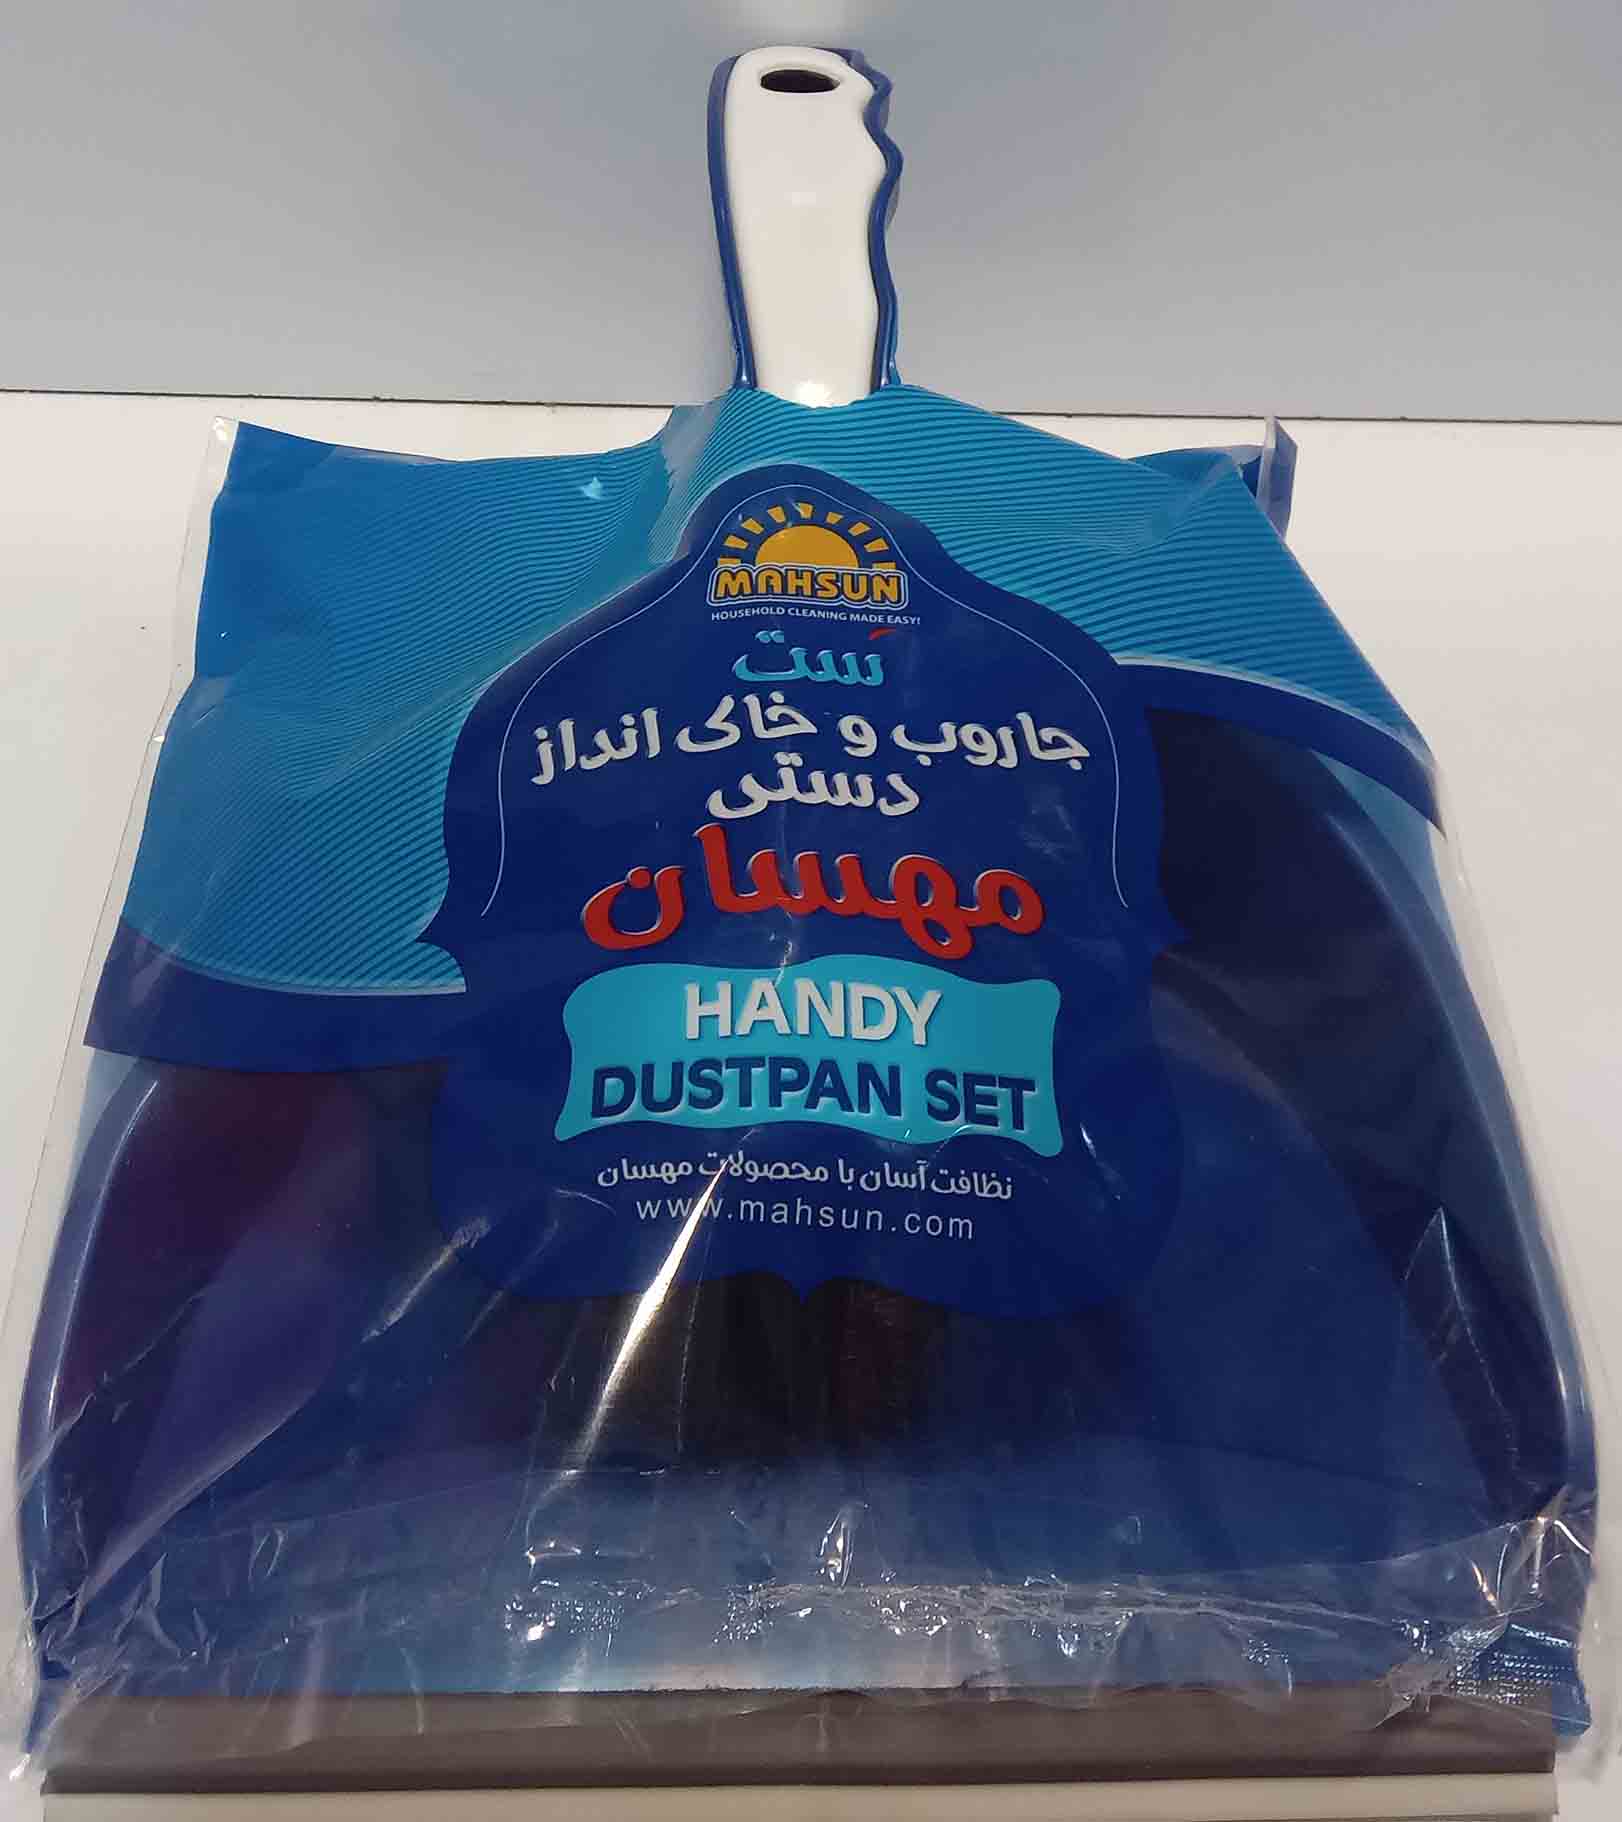 MAHSUN
HOUSEHOLD CLEANING MADE EASY!
ست
جاروب و خاک انداز
دستی
مهسان
HANDY
DUSTPAN SET
نظافت آسان با محصولات مهسان
www.mahsun.com